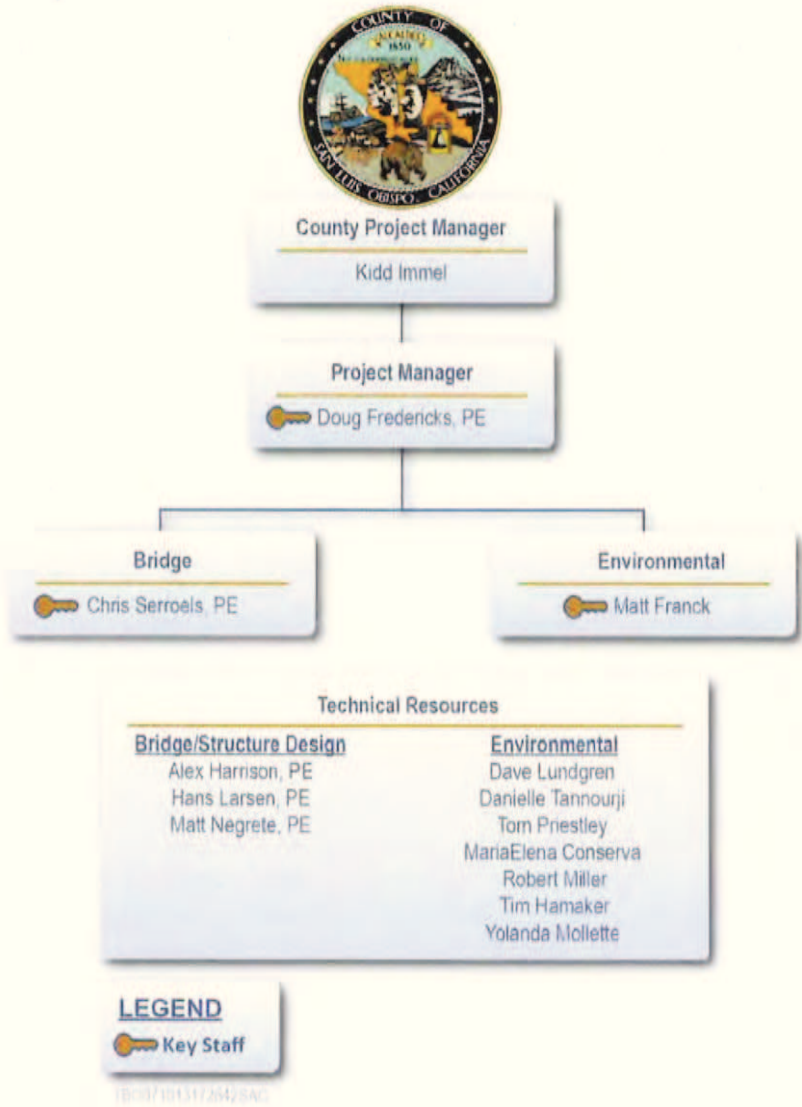 COUNTY OF
1850
SAN LUIS OBISPO, CALIFORNIA
County Project Manager
Kidd Immel
Project Manager
Doug Fredericks, PE
Bridge
Chris Serroels, PE
Environmental
Matt Franck
Technical Resources
Bridge/Structure Design
Alex Harrison, PE
Hans Larsen, PE
Matt Negrete, PE
Environmental
Dave Lundgren
Danielle Tannourji
Tom Priestley
MariaElena Conserva
Robert Miller
Tim Hamaker
Yolanda Mollette
LEGEND
Key Staff